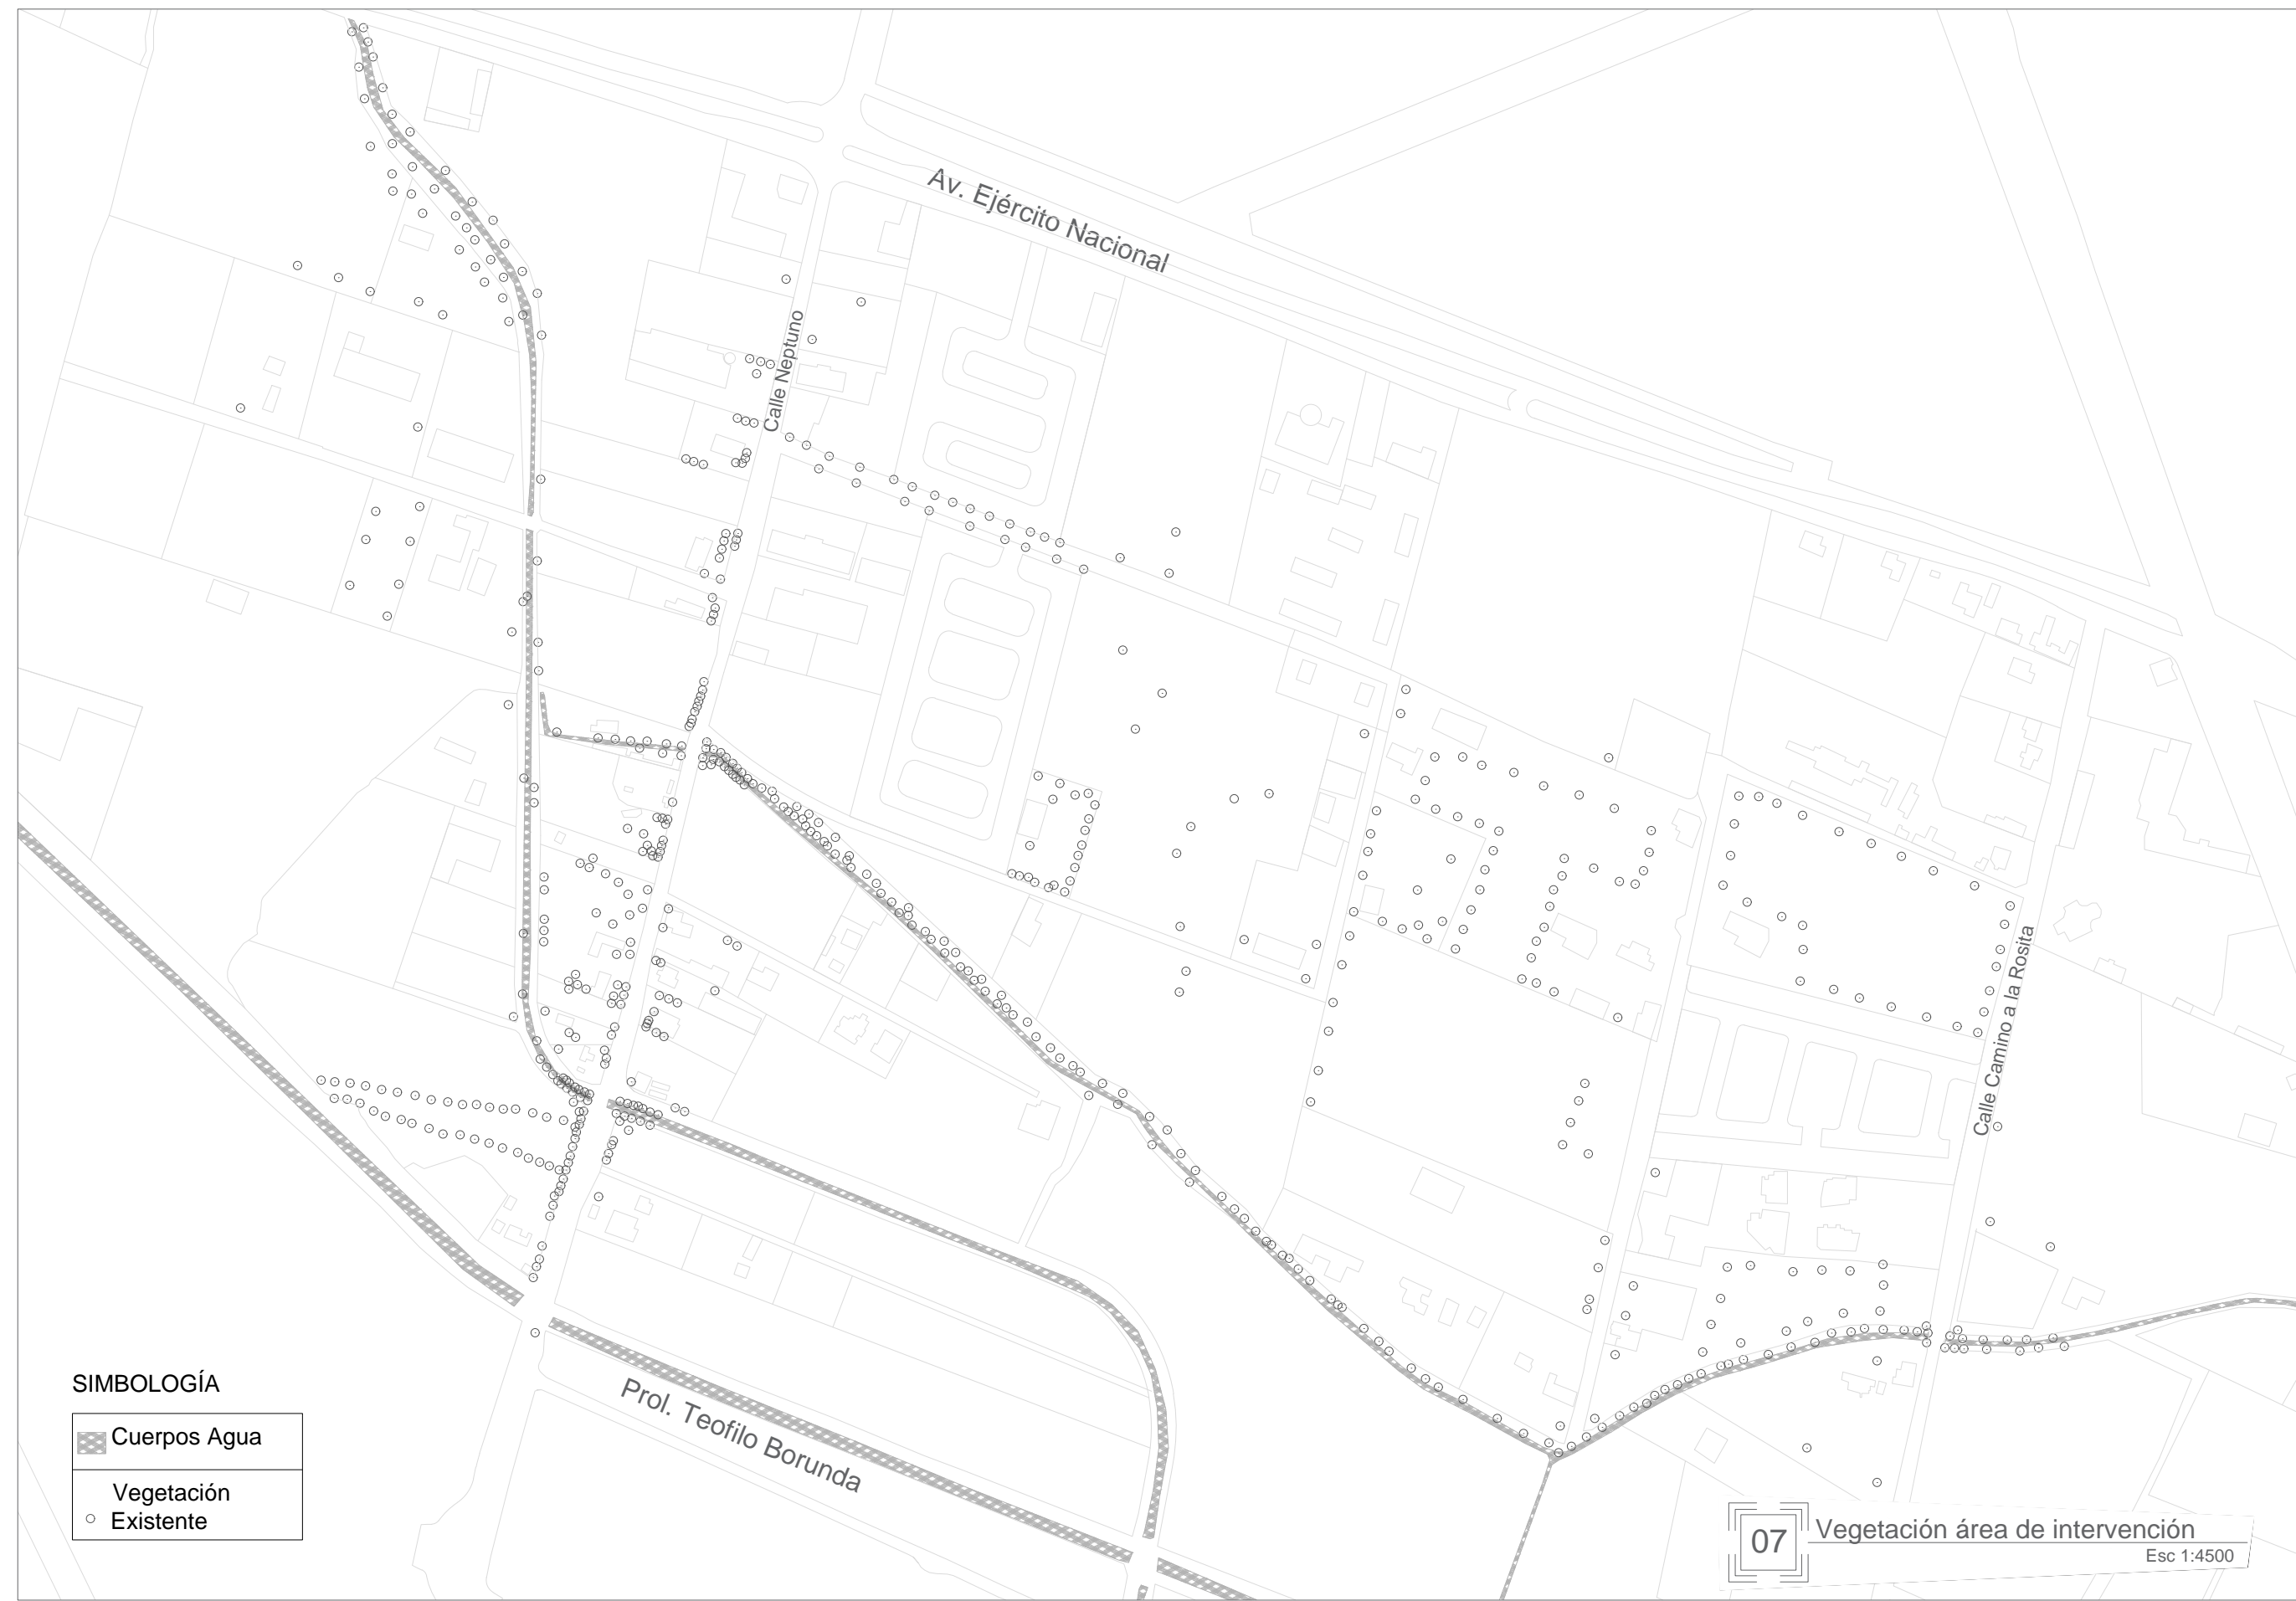 Av. Ejército Nacional
Calle Neptuno
Calle Camino a la Rosita
Prol. Teofilo Borunda
SIMBOLOGÍA
Cuerpos Agua
Vegetación
Existente
07
Vegetación área de intervención
Esc 1:4500